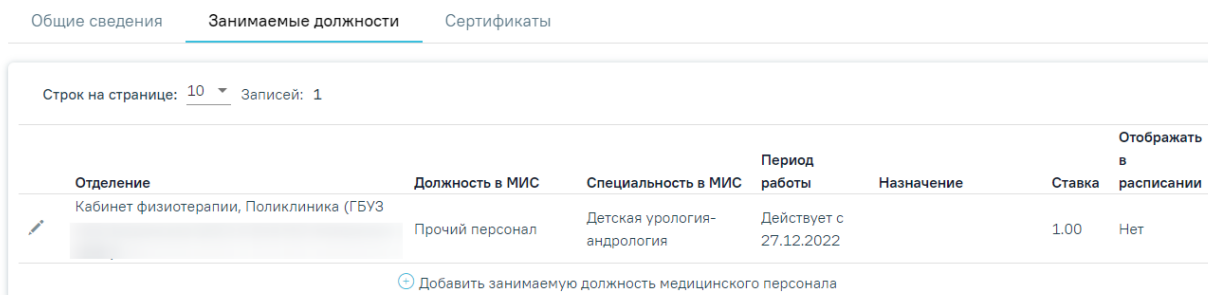 Общие сведения Занимаемые должности Сертификаты
Строк на странице: 10 Записей: 1
Отделение Должность в МИС Специальность в МИС Период работы Назначение Ставка Отображать в расписании
Кабинет физиотерапии, Поликлиника (ГБУЗ
Прочий персонал
Детская урология-
андрология
Действует с
27.12.2022
1.00
Нет
Добавить занимаемую должность медицинского персонала